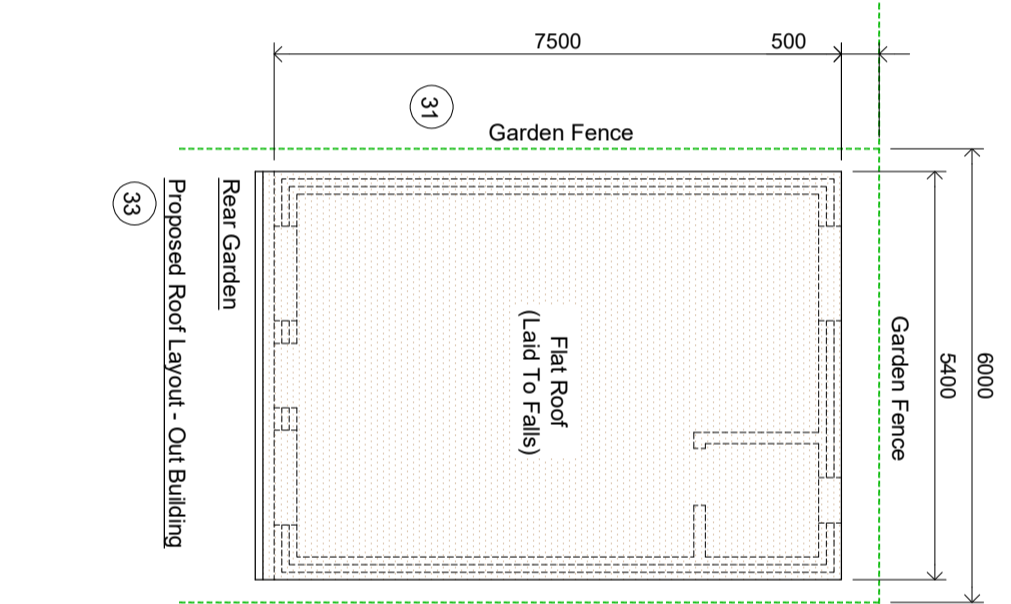 7500
500
31
Garden Fence
6000
5400
Garden Fence
Flat Roof
(Laid To Falls)
Rear Garden
Proposed Roof Layout - Out Building
33